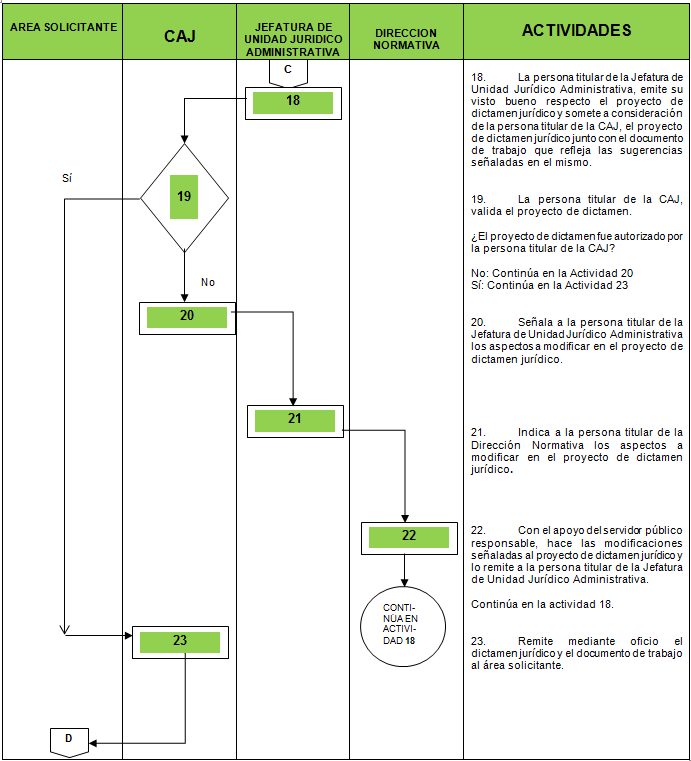 AREA SOLICITANTE
CAJ
JEFATURA DE
UNIDAD JURIDICO
ADMINISTRATIVA
DIRECCION
NORMATIVA
ACTIVIDADES
C
18
19
Sí
No
20
21
22
CONTI-
NÚA EN
ACTIVI-
DAD 18
23
D
18. La persona titular de la Jefatura de
Unidad Jurídico Administrativa, emite su
visto bueno respecto el proyecto de
dictamen jurídico y somete a consideración
de la persona titular de la CAJ, el proyecto
de dictamen jurídico junto con el documento
de trabajo que refleja las sugerencias
señaladas en el mismo.
19. La persona titular de la CAJ,
valida el proyecto de dictamen.
¿El proyecto de dictamen fue autorizado por
la persona titular de la CAJ?
No: Continúa en la Actividad 20
Sí: Continúa en Actividad 23
20. Señala a la persona titular de la
Jefatura de Unidad Jurídico Administrativa
los aspectos a modificar en el proyecto de
dictamen jurídico.
21. Indica a la persona titular de la
Dirección Normativa los aspectos a
modificar en el proyecto de dictamen
jurídico.
22. Con el apoyo del servidor público
responsable, hace las modificaciones
señaladas al proyecto de dictamen jurídico y
lo remite a la persona titular de la Jefatura
de Unidad Jurídico Administrativa.
Continúa en la actividad 18.
23. Remite mediante oficio el
dictamen jurídico y el documento de trabajo
al área solicitante.